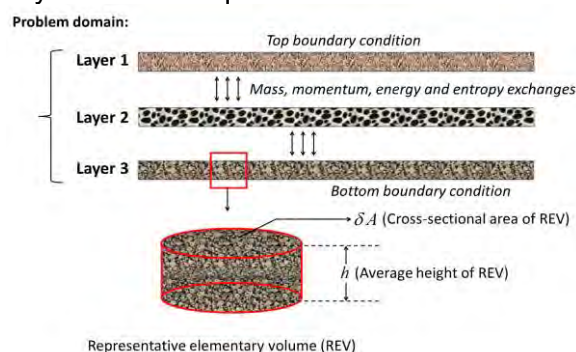 Problem domain:
Top boundary condition
Layer 1
Mass, momentum, energy and entropy exchanges
Layer 2
Layer 3
Bottom boundary condition
δA (Cross-sectional area of REV)
h (Average height of REV)
Representative elementary volume (REV)